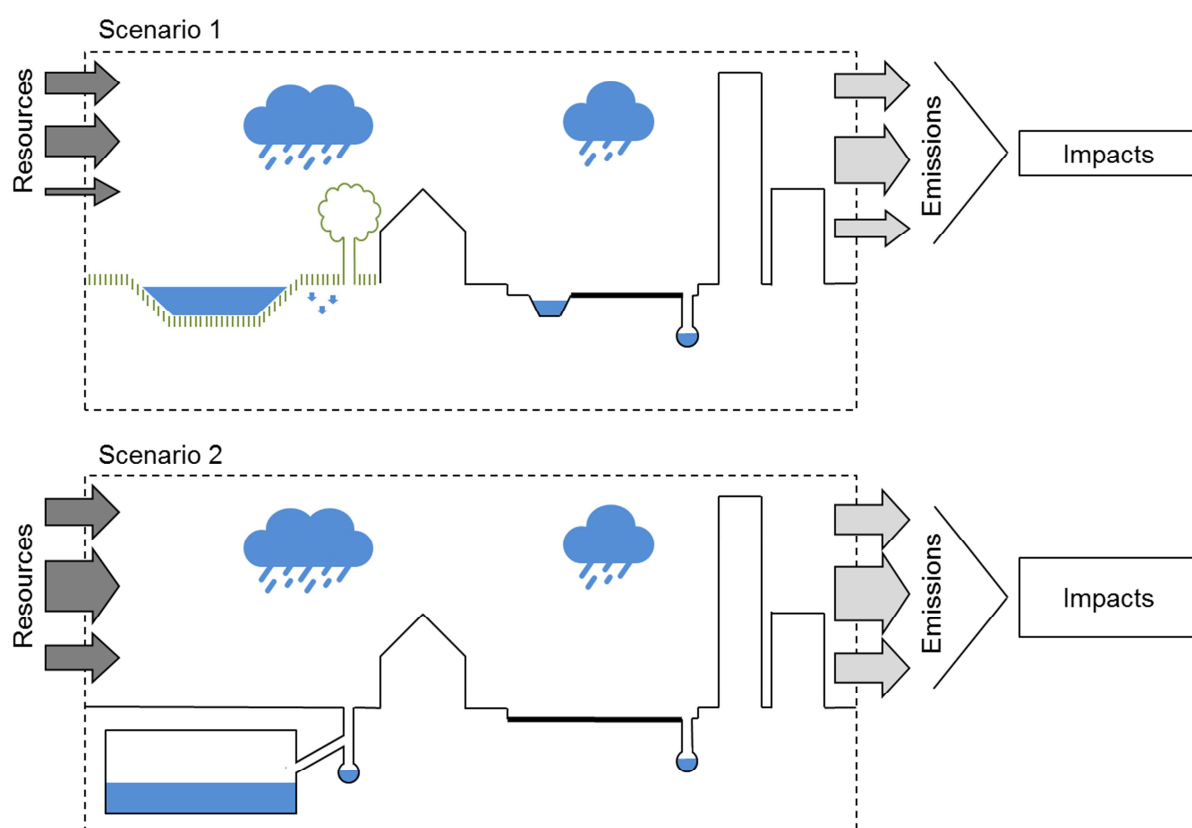 Scenario 1
Resources
Emissions
Impacts
Scenario 2
Resources
Emissions
Impacts